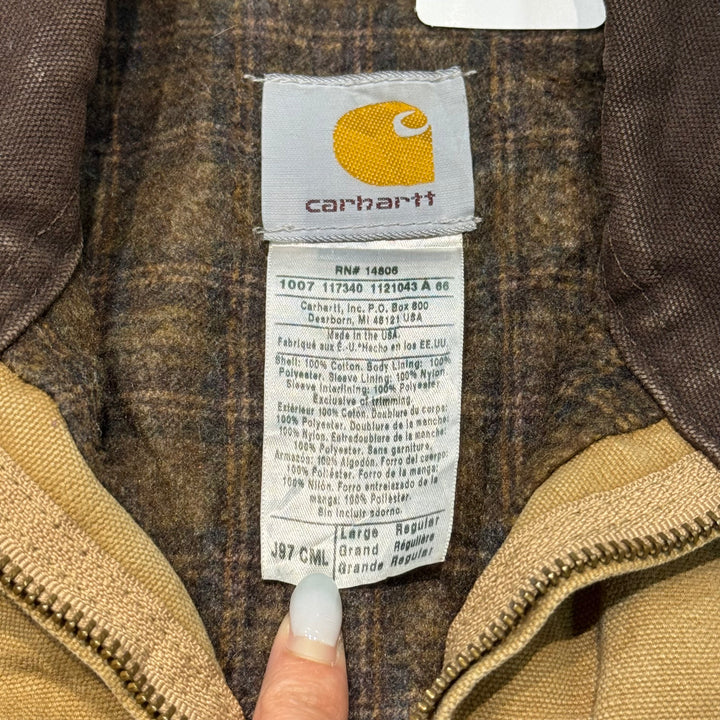 carhartt
RN# 14806
1007 117340 1121043 A 66
Carhartt, Inc. P.O. Box 600
Dearborn, MI 48121 USA
Made in the USA.
Fabriqué aux É.-U.*Hecho en los EE.UU.
Shell: 100% Cotton. Body Lining: 100%
Polyester. Sleeve Lining: 100% Nylon.
Sleeve Interlining: 100% Polyester.
Exclusive of trimming.
Extérieur 100% Coton. Doublure du corps:
100% Polyester. Doublure de la manche:
100% Nylon. Entredoublure de la manche:
100% Polyester. Sans garniture.
Armazon: 100% Algodón. Forro del cuerpo:
100% Poliéster. Forro de la manga:
100% Nilón. Forro entrelazado de la
manga: 100% Poliéster.
Sin incluir adorno.
J97 CML
Large Regular
Grand Régulière
Grande Regular